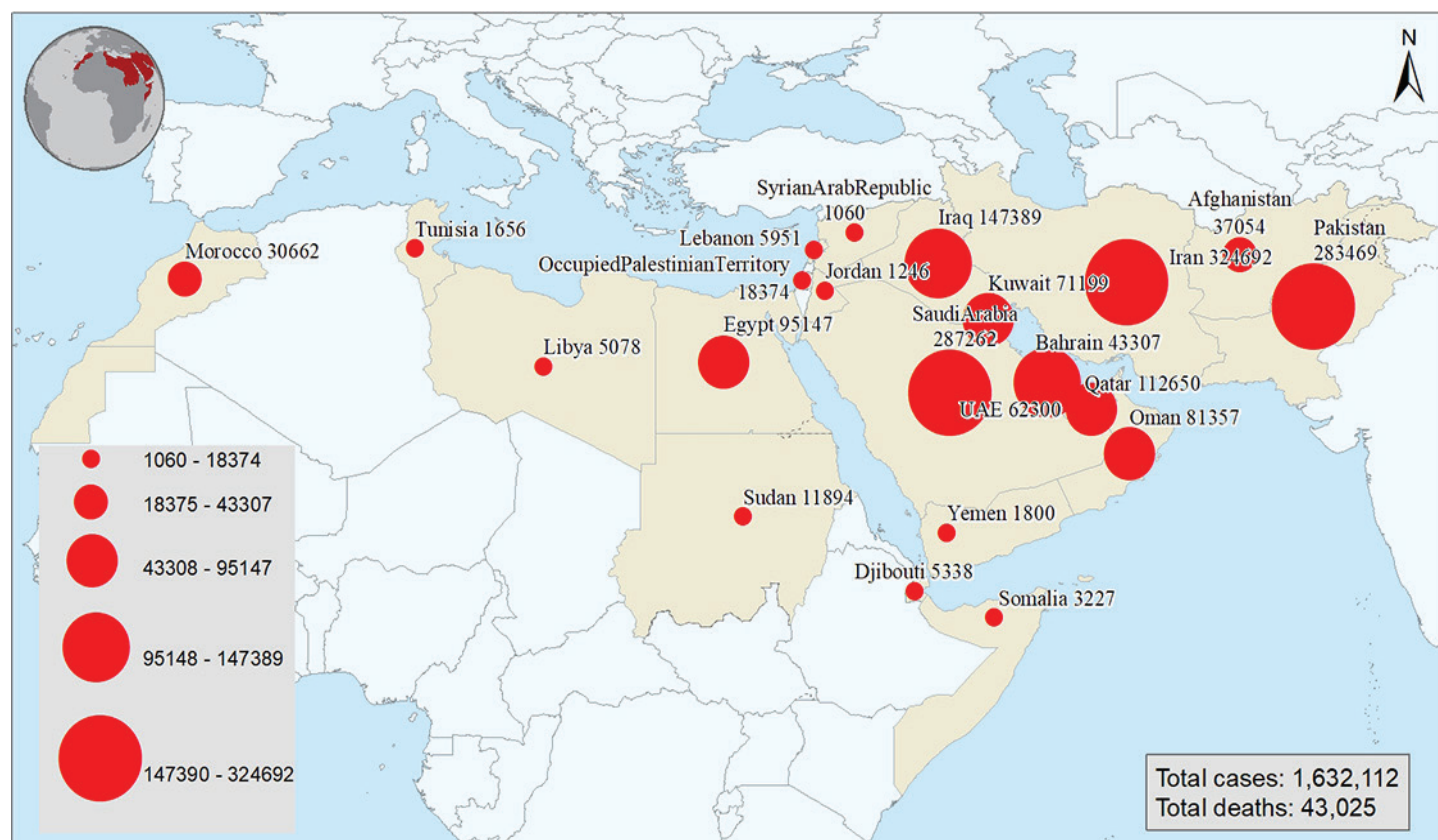 N
SyrianArabRepublic
1060
Afghanistan
37054
Tunisia 1656
Iraq 147389
Pakistan
283469
Morocco 30662
Lebanon 5951
Iran 324692
OccupiedPalestinianTerritory
18374
Jordan 1246
Kuwait 71199
Egypt 95147
SaudiArabia
287262
Libya 5078
Bahrain 43307
Qatar 112650
UAE 62300
Oman 81357
Sudan 11894
Yemen 1800
Djibouti 5338
Somalia 3227
1060 - 18374
18375 - 43307
43308 - 95147
95148 - 147389
147390 - 324692
Total cases: 1,632,112
Total deaths: 43,025